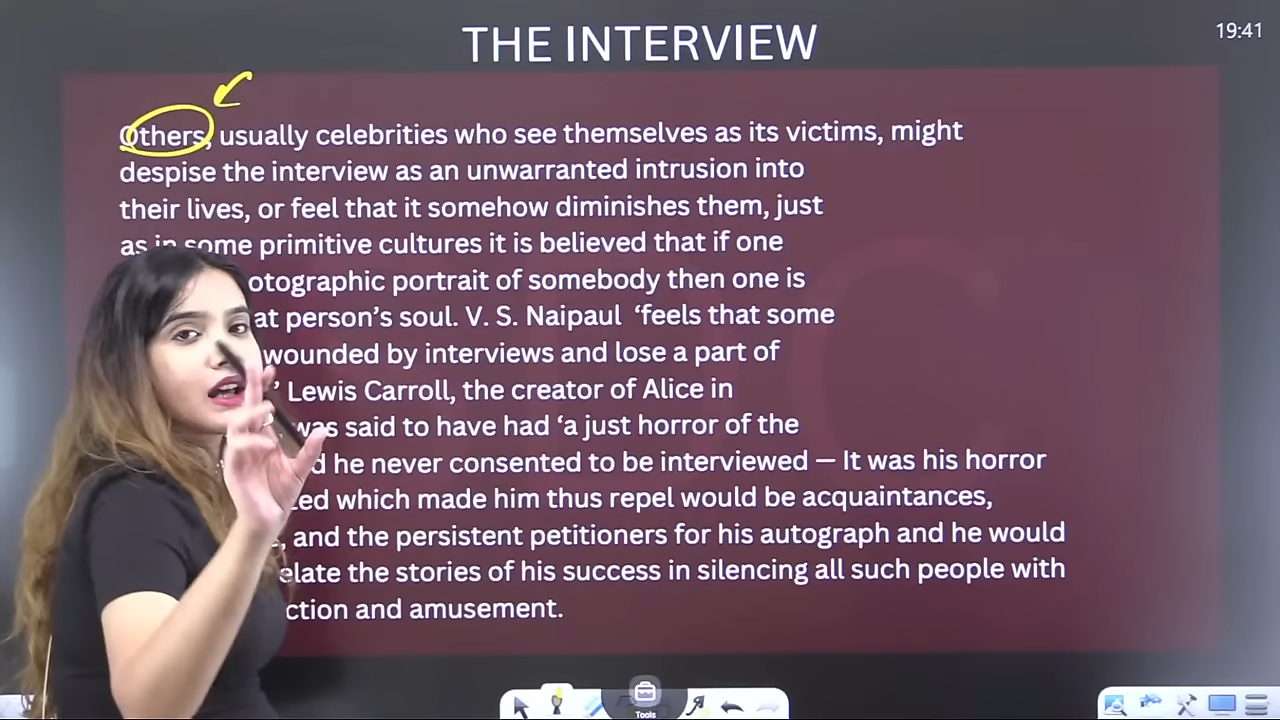 THE INTERVIEW
19:41
Others, usually celebrities who see themselves as its victims, might
despise the interview as an unwarranted intrusion into
their lives, or feel that it somehow diminishes them, just
as in some primitive cultures it is believed that if one
otographic portrait of somebody then one is
at person’s soul. V. S. Naipaul ‘feels that some
wounded by interviews and lose a part of
’ Lewis Carroll, the creator of Alice in
was said to have had ‘a just horror of the
he never consented to be interviewed — It was his horror
which made him thus repel would be acquaintances,
and the persistent petitioners for his autograph and he would
elate the stories of his success in silencing all such people with
ction and amusement.
Tools